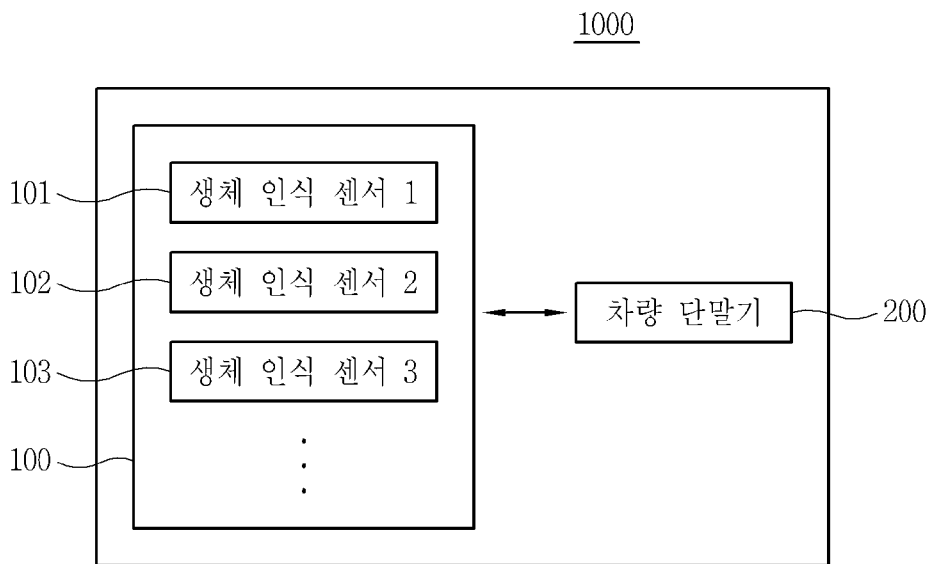 1000
101 생체 인식 센서 1
102 생체 인식 센서 2
차량 단말기 200
103 생체 인식 센서 3
100